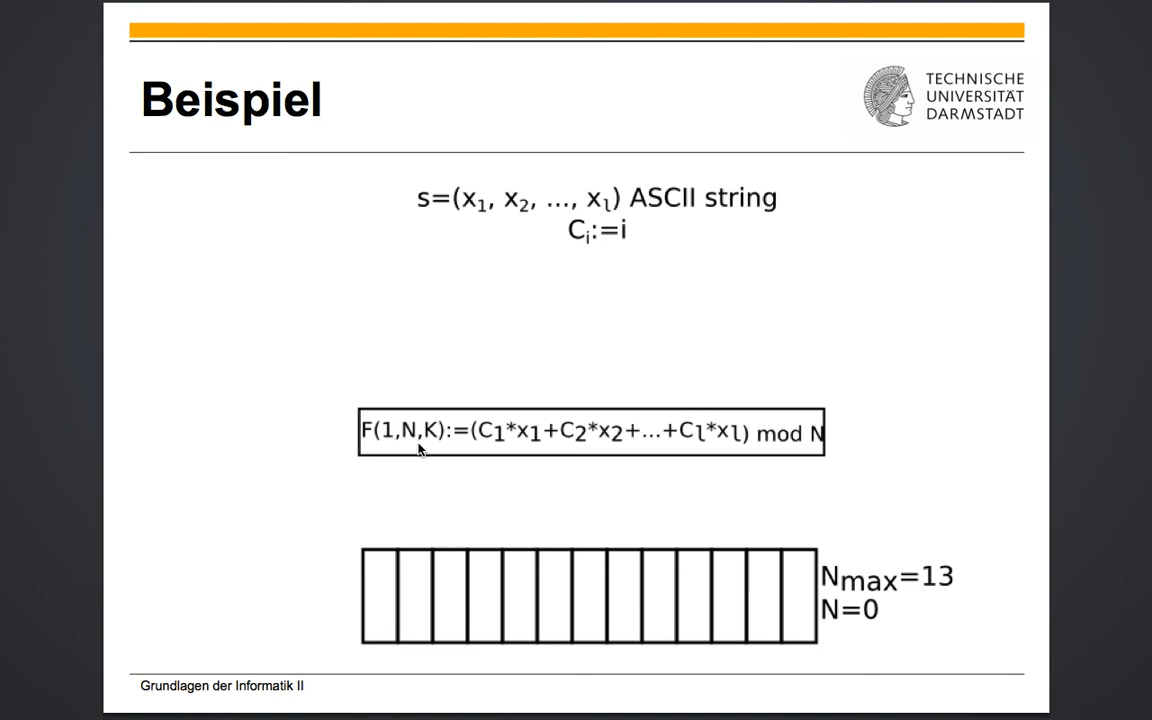 TECHNISCHE
UNIVERSITÄT
DARMSTADT
Beispiel
s=(x₁, x₂, ..., xₗ) ASCII string
Cᵢ:=i
F(1,N,K):=(C₁*x₁+C₂*x₂+...+Cₗ*xₗ) mod N
Nmax=13
N=0
Grundlagen der Informatik II